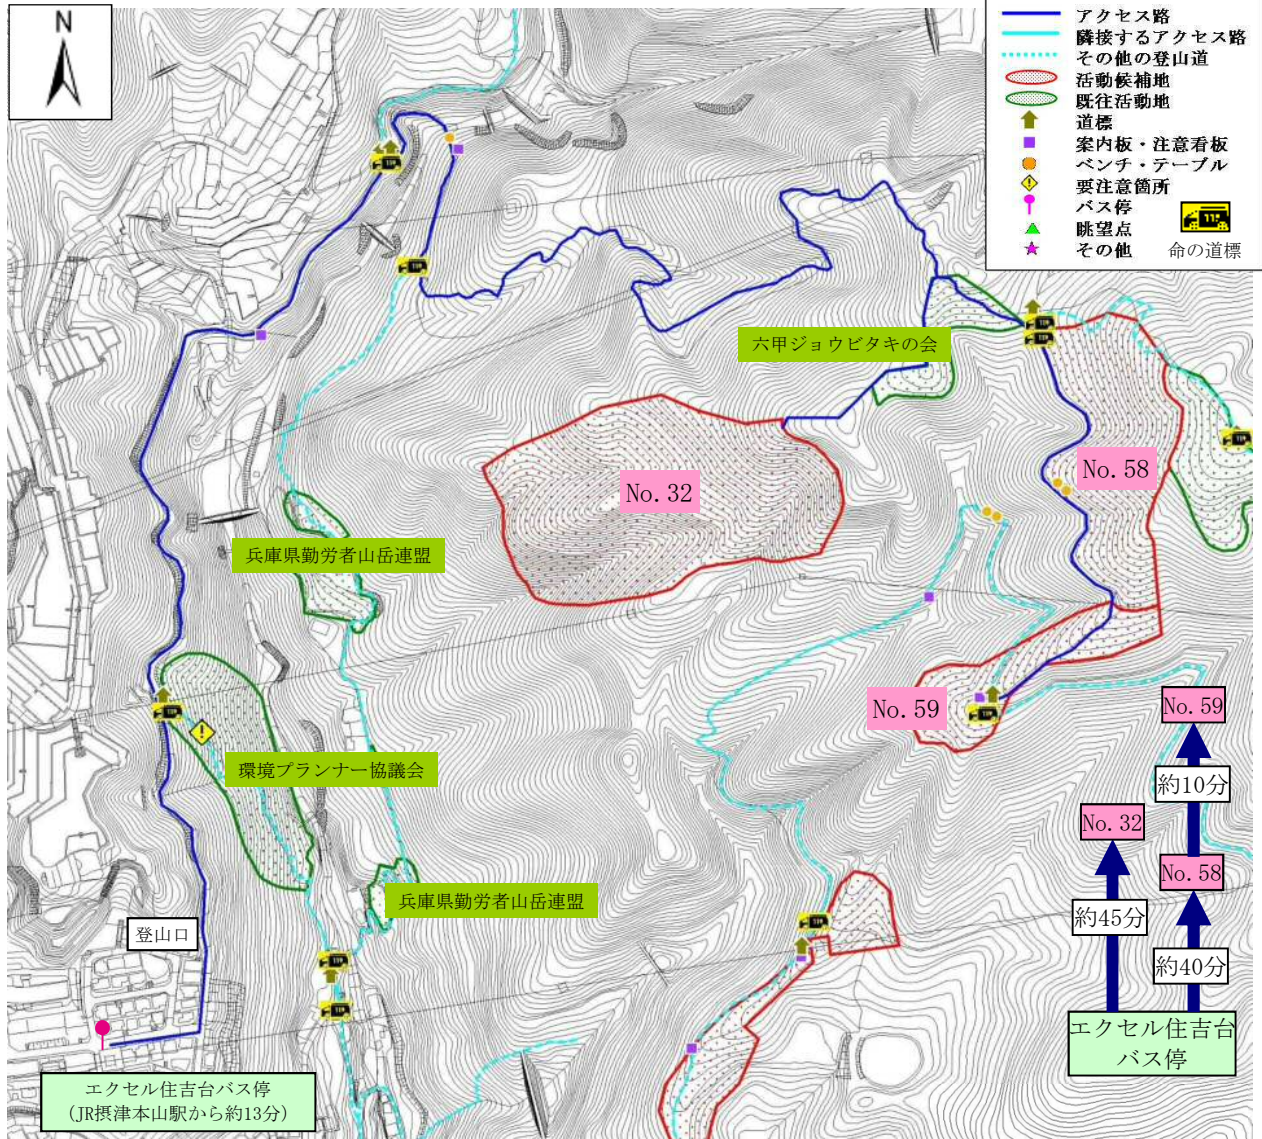 N
アクセス路
隣接するアクセス路
その他の登山道
活動候補地
既往活動地
道標
案内板・注意看板
ベンチ・テーブル
要注意箇所
バス停
眺望点
その他
119
命の道標
六甲ジョウビタキの会
No. 32
No. 58
兵庫県勤労者山岳連盟
No. 59
環境プランナー協議会
兵庫県勤労者山岳連盟
登山口
エクセル住吉台バス停
（JR摂津本山駅から約13分）
No. 59
約10分
No. 32
No. 58
約45分
約40分
エクセル住吉台
バス停